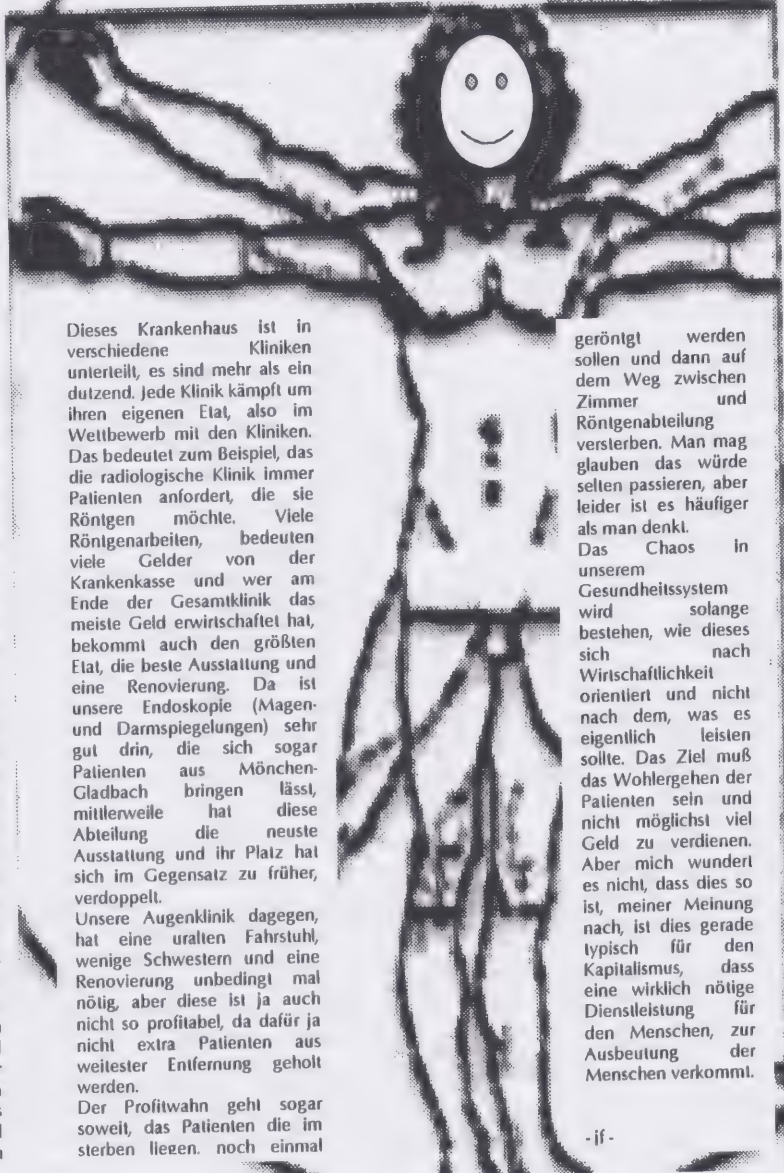 Dieses Krankenhaus ist in
verschiedene Kliniken
unterteilt, es sind mehr als ein
dutzend. Jede Klinik kämpft um
ihren eigenen Etat, also im
Wettbewerb mit den Kliniken.
Das bedeutet zum Beispiel, das
die radiologische Klinik immer
Patienten anfordert, die sie
Röntgen möchte. Viele
Röntgenarbeiten, bedeuten
viele Gelder von der
Krankenkasse und wer am
Ende der Gesamtklinik das
meiste Geld erwirtschaftet hat,
bekommt auch den größten
Etat, die beste Ausstattung und
eine Renovierung. Da ist
unsere Endoskopie (Magen-
und Darmspiegelungen) sehr
gut drin, die sich sogar
Patienten aus Mönchen-
Gladbach bringen lässt,
mittlerweile hat diese
Abteilung die neuste
Ausstattung und ihr Platz hat
sich im Gegensatz zu früher,
verdoppelt.
Unsere Augenklinik dagegen,
hat eine uralten Fahrstuhl,
wenige Schwestern und eine
Renovierung unbedingt mal
nötig, aber diese ist ja auch
nicht so profitabel, da dafür ja
nicht extra Patienten aus
weitester Entfernung geholt
werden.
Der Profitwahn geht sogar
soweit, das Patienten die im
sterben liegen, noch einmal
geröntgt werden
sollen und dann auf
dem Weg zwischen
Zimmer und
Röntgenabteilung
versterben. Man mag
glauben das würde
selten passieren, aber
leider ist es häufiger
als man denkt.
Das Chaos in
unserem
Gesundheitssystem
wird solange
bestehen, wie dieses
sich nach
Wirtschaftlichkeit
orientiert und nicht
nach dem, was es
eigentlich leisten
sollte. Das Ziel muß
das Wohlergehen der
Patienten sein und
nicht möglichst viel
Geld zu verdienen.
Aber mich wundert
es nicht, dass dies so
ist, meiner Meinung
nach, ist dies gerade
typisch für den
Kapitalismus, dass
eine wirklich nötige
Dienstleistung für
den Menschen, zur
Ausbeutung der
Menschen verkommt.
- jf -